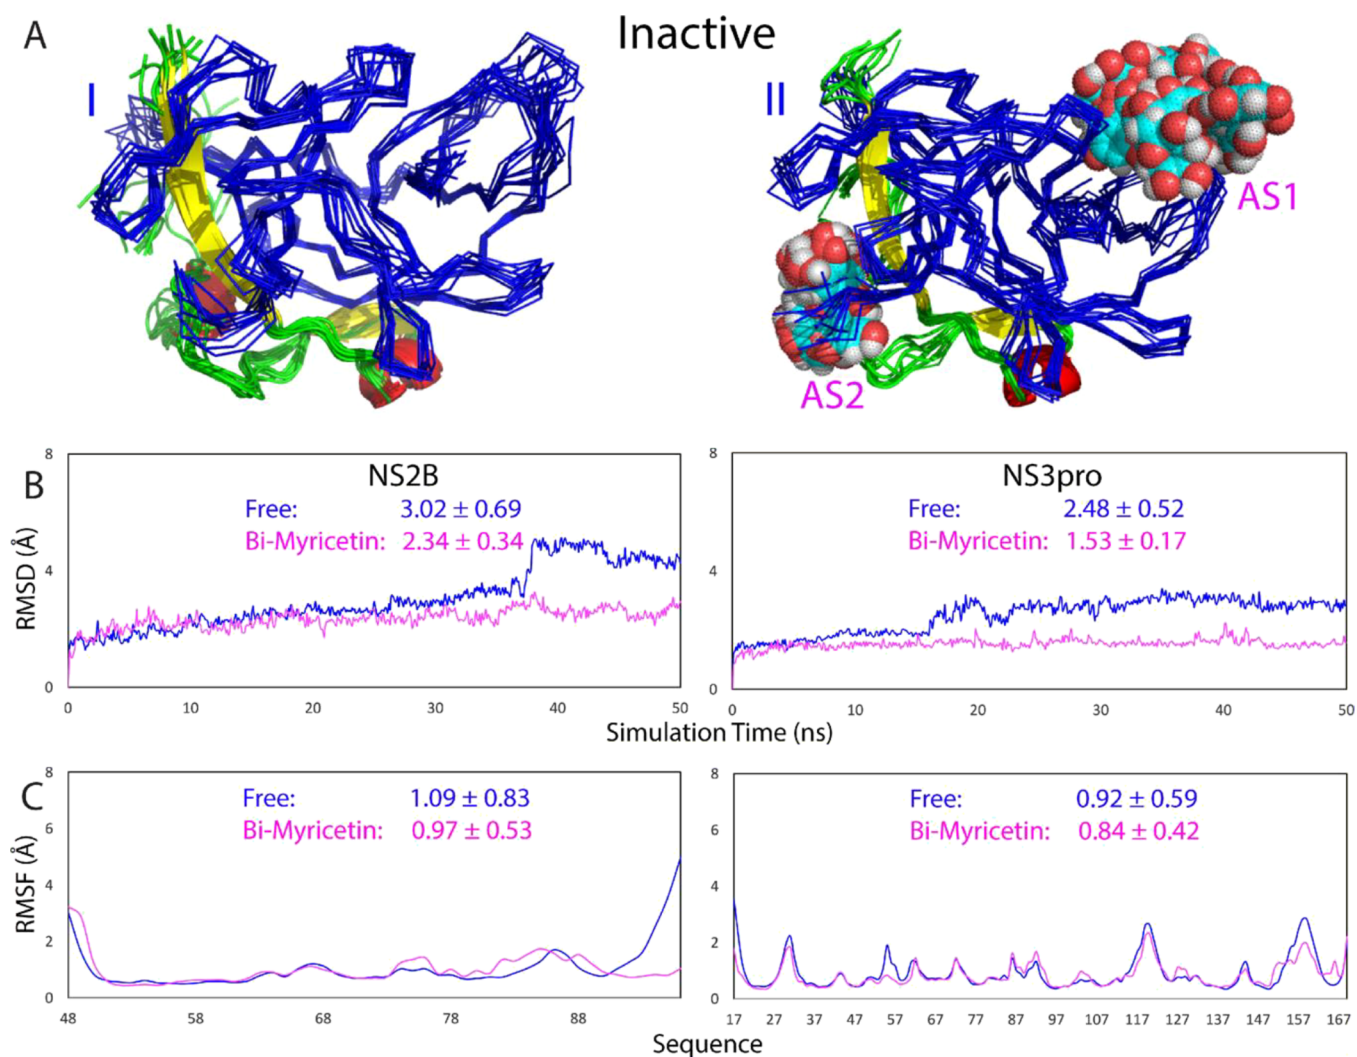 A
Inactive
I
II
AS1
AS2
B
NS2B
Free: 3.02 ± 0.69
Bi-Myricetin: 2.34 ± 0.34
NS3pro
Free: 2.48 ± 0.52
Bi-Myricetin: 1.53 ± 0.17
RMSD (Å)
8
4
0
0 10 20 30 40 50
8
4
0
0 10 20 30 40 50
Simulation Time (ns)
C
Free: 1.09 ± 0.83
Bi-Myricetin: 0.97 ± 0.53
Free: 0.92 ± 0.59
Bi-Myricetin: 0.84 ± 0.42
RMSF (Å)
8
6
4
2
0
48 58 68 78 88
8
6
4
2
0
17 27 37 47 57 67 77 87 97 107 117 127 137 147 157 167
Sequence